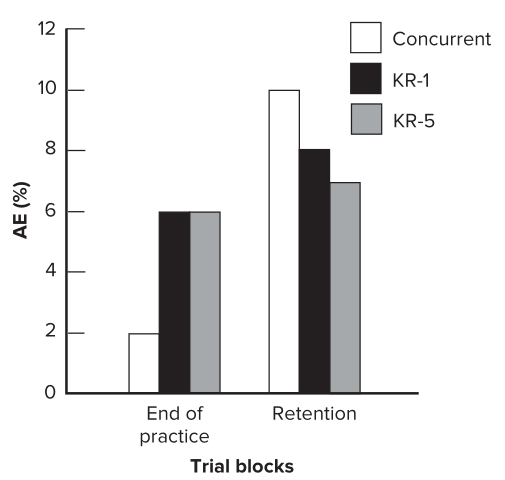 12
10
8
6
4
2
0
AE (%)
Concurrent
KR-1
KR-5
End of
practice
Retention
Trial blocks